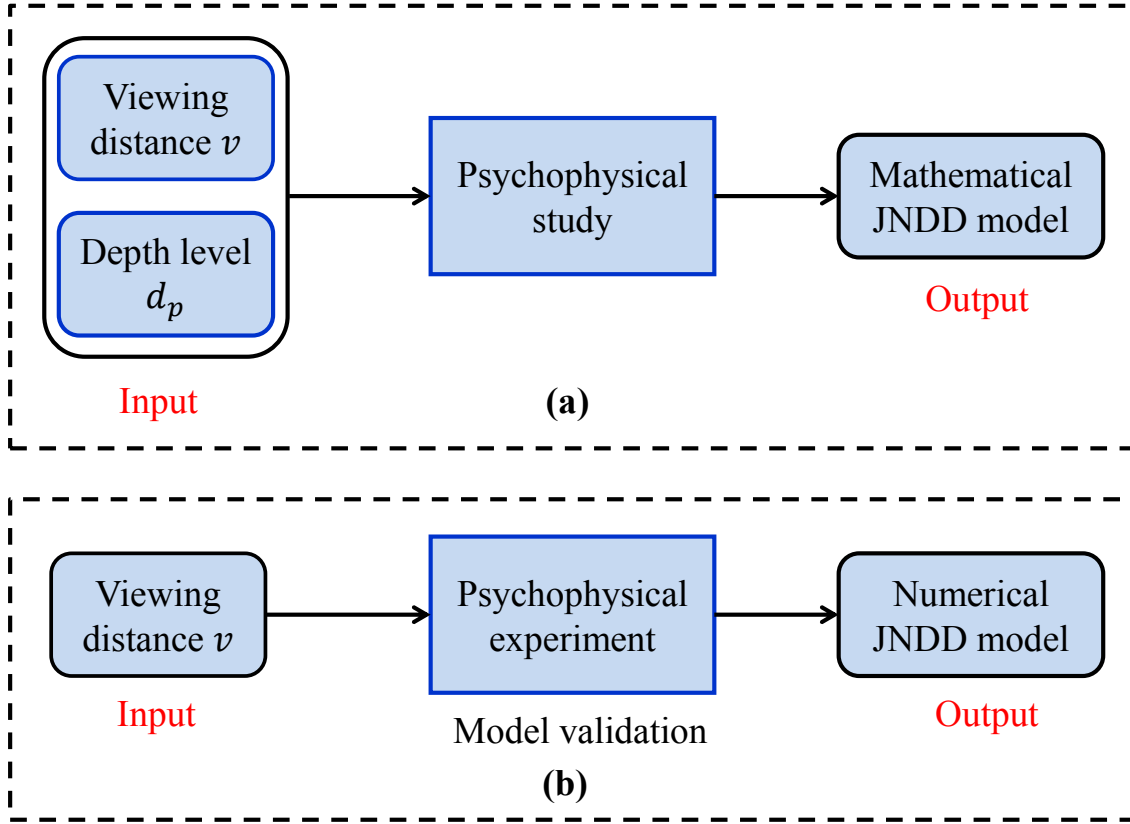 Viewing
distance v
Depth level
d_p
Input
Psychophysical
study
Mathematical
JNDD model
Output
(a)
Viewing
distance v
Input
Psychophysical
experiment
Model validation
Numerical
JNDD model
Output
(b)